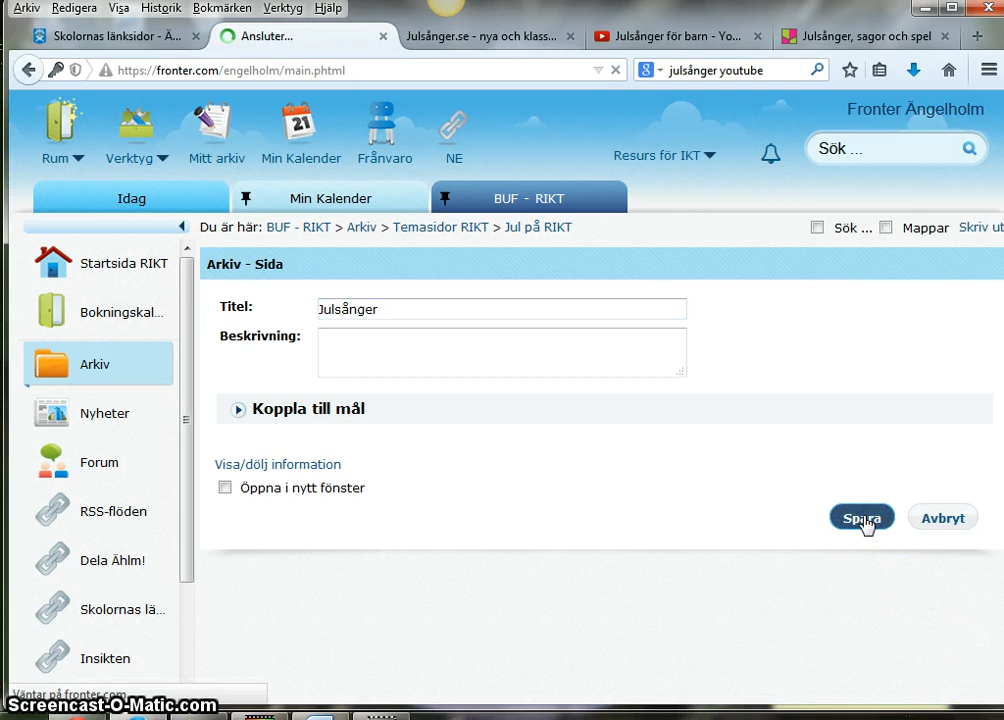 Arkiv Redigera Visa Historik Bokmärken Verktyg Hjälp
Skolornas länksidor - Ä... Ansluter... Julsånger.se - nya och klass... Julsånger för barn - Yo... Julsånger, sagor och spel
https://fronter.com/engelholm/main.phtml 8 julsånger youtube
Fronter Ängelholm
Rum Verktyg Mitt arkiv Min Kalender Frånvaro NE Resurs för IKT Sök ...
21
Idag Min Kalender BUF - RIKT
Du är här: BUF - RIKT > Arkiv > Temasidor RIKT > Jul på RIKT Sök ... Mappar Skriv ut
Startsida RIKT
Bokningskal...
Arkiv
Nyheter
Forum
RSS-flöden
Dela Ählm!
Skolornas lä...
Insikten
Arkiv - Sida
Titel: Julsånger
Beskrivning:
Koppla till mål
Visa/dölj information
Öppna i nytt fönster
Spara Avbryt
Väntar på fronter.com
Screencast-O-Matic.com